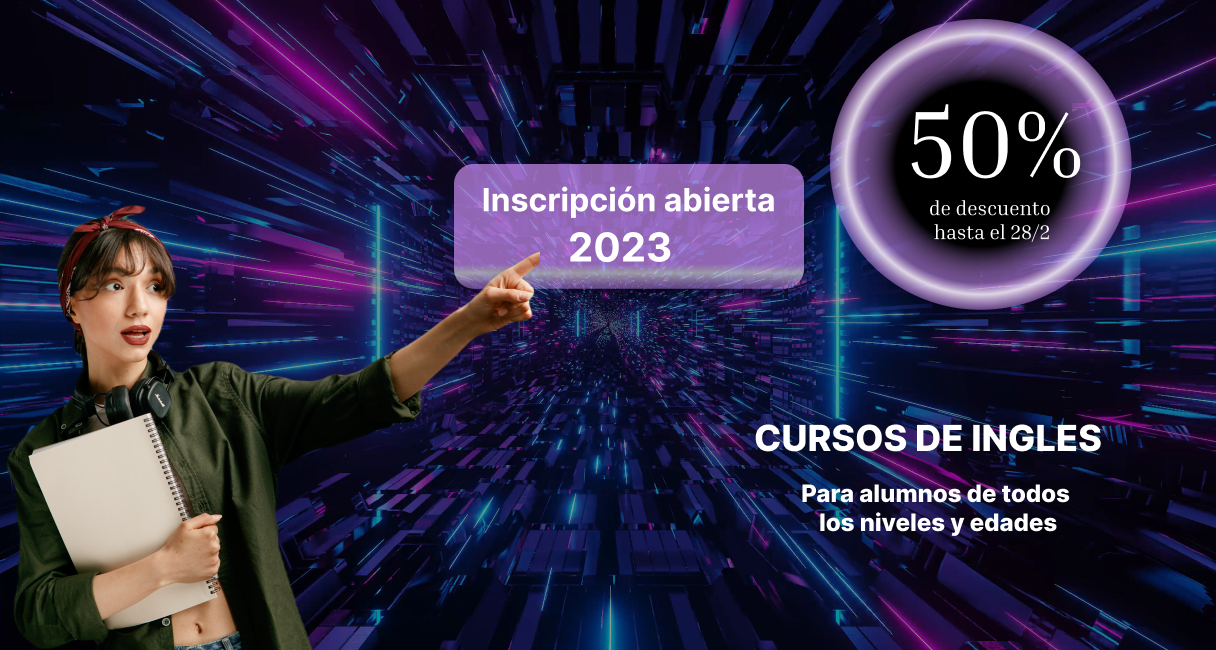 50%
de descuento
hasta el 28/2
Inscripción abierta
2023
CURSOS DE INGLES
Para alumnos de todos
los niveles y edades